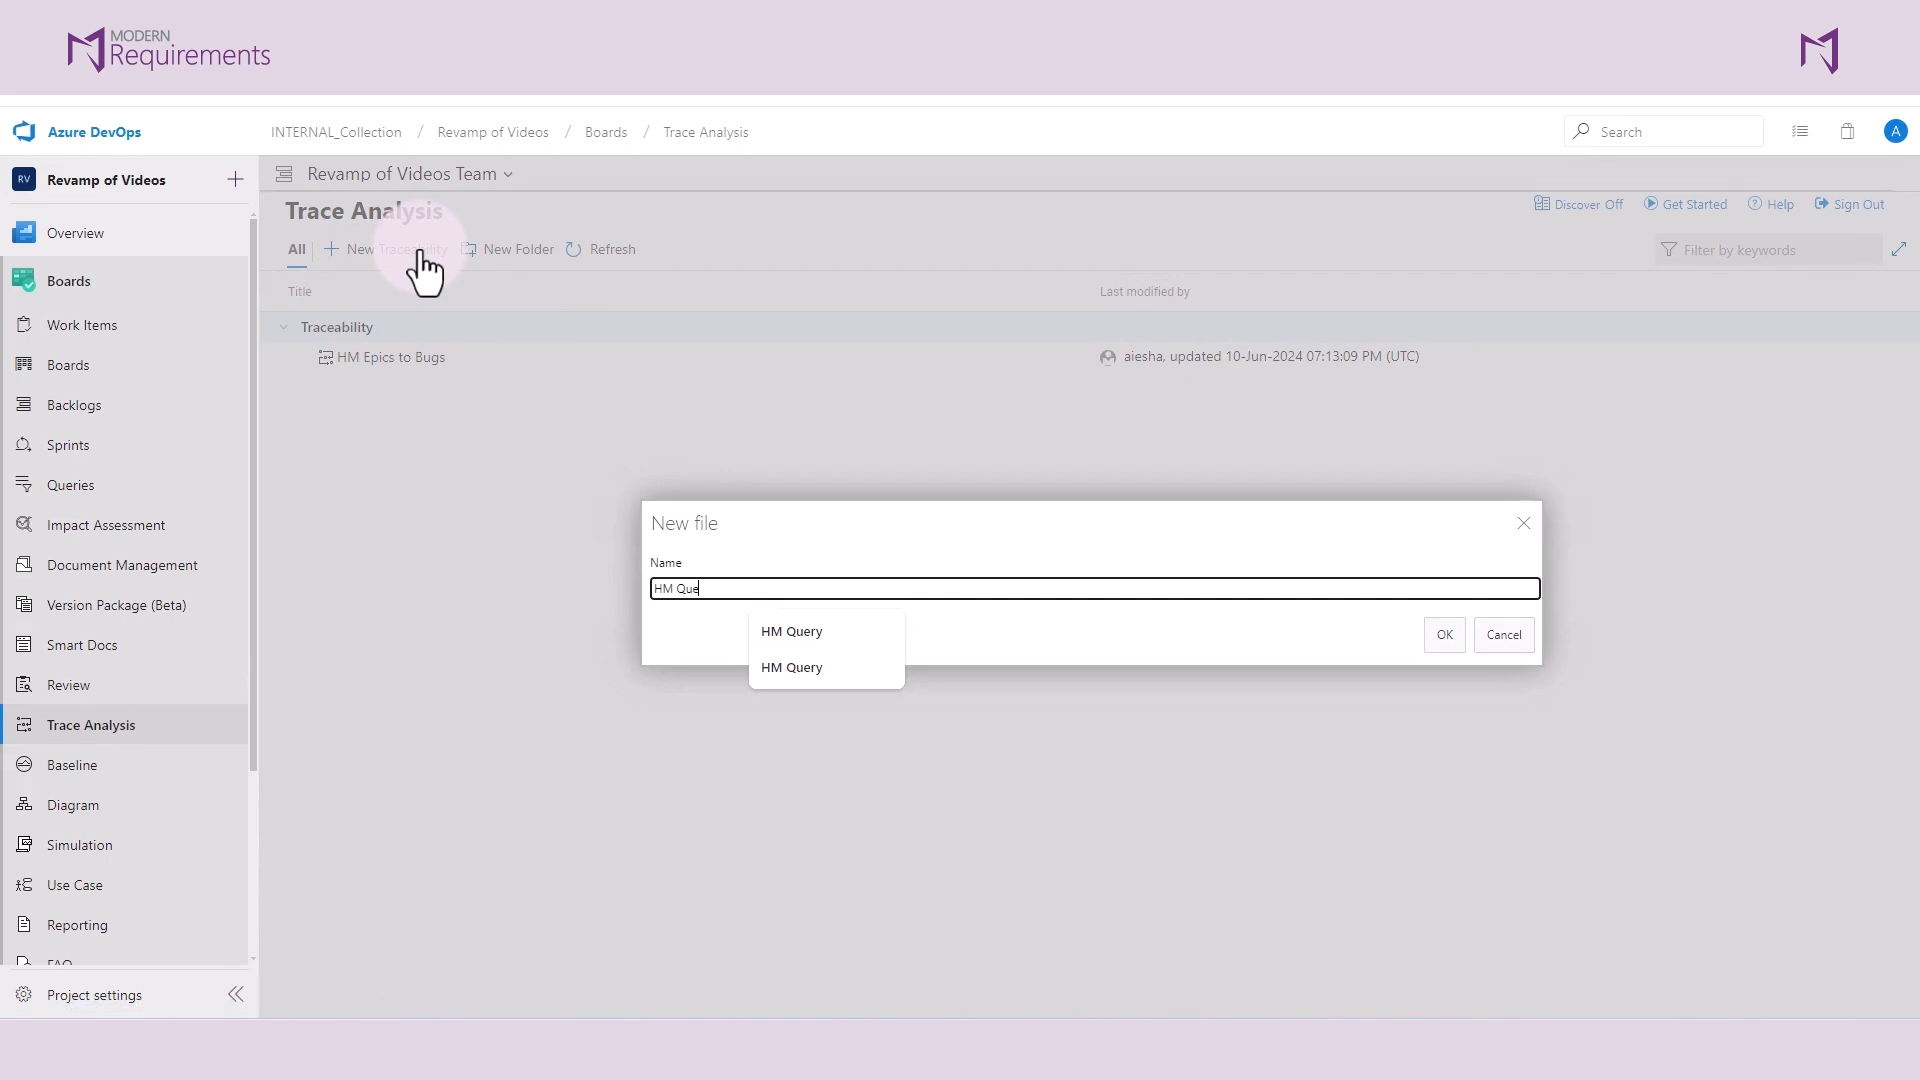 MODERN
Requirements
Azure DevOps
INTERNAL_Collection / Revamp of Videos / Boards / Trace Analysis
Search
A
RV Revamp of Videos
Revamp of Videos Team
Overview
Trace Analysis
Discover Off Get Started Help Sign Out
All New Traceability New Folder Refresh
Filter by keywords
Boards
Title Last modified by
Work Items
Traceability
HM Epics to Bugs aiesha, updated 10-Jun-2024 07:13:09 PM (UTC)
Boards
Backlogs
Sprints
Queries
Impact Assessment
Document Management
Version Package (Beta)
Smart Docs
Review
Trace Analysis
Baseline
Diagram
Simulation
Use Case
Reporting
FAQ
Project settings
New file
Name
HM Que
HM Query
HM Query
OK Cancel